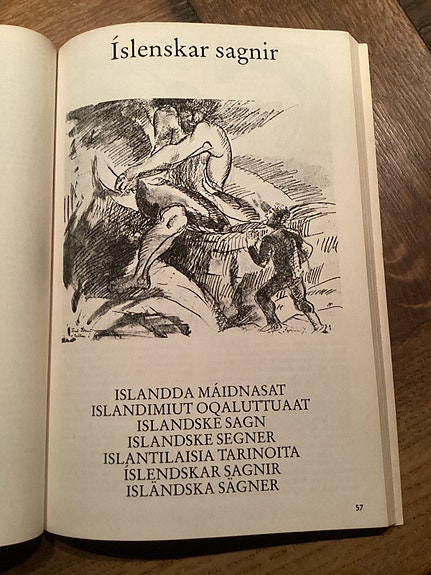 Íslenskar sagnir
ISLANDDA MÁIDNASAT
ISLANDIMIUT OQALUTTUAAT
ISLANDSKE SAGN
ISLANDSKE SEGNER
ISLANTILAISIA TARINOITA
ÍSLENDSKAR SAGNIR
ISLÄNDSKA SÄGNER
57